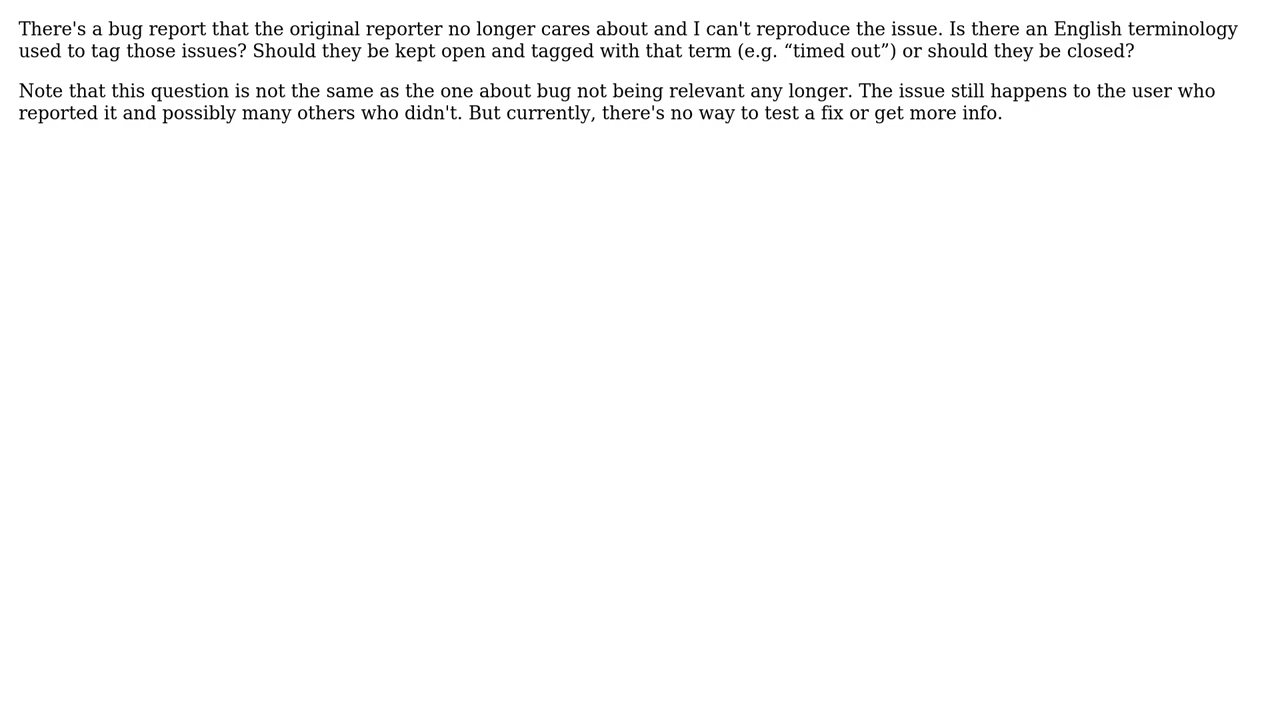 There's a bug report that the original reporter no longer cares about and I can't reproduce the issue. Is there an English terminology
used to tag those issues? Should they be kept open and tagged with that term (e.g. “timed out”) or should they be closed?
Note that this question is not the same as the one about bug not being relevant any longer. The issue still happens to the user who
reported it and possibly many others who didn't. But currently, there's no way to test a fix or get more info.